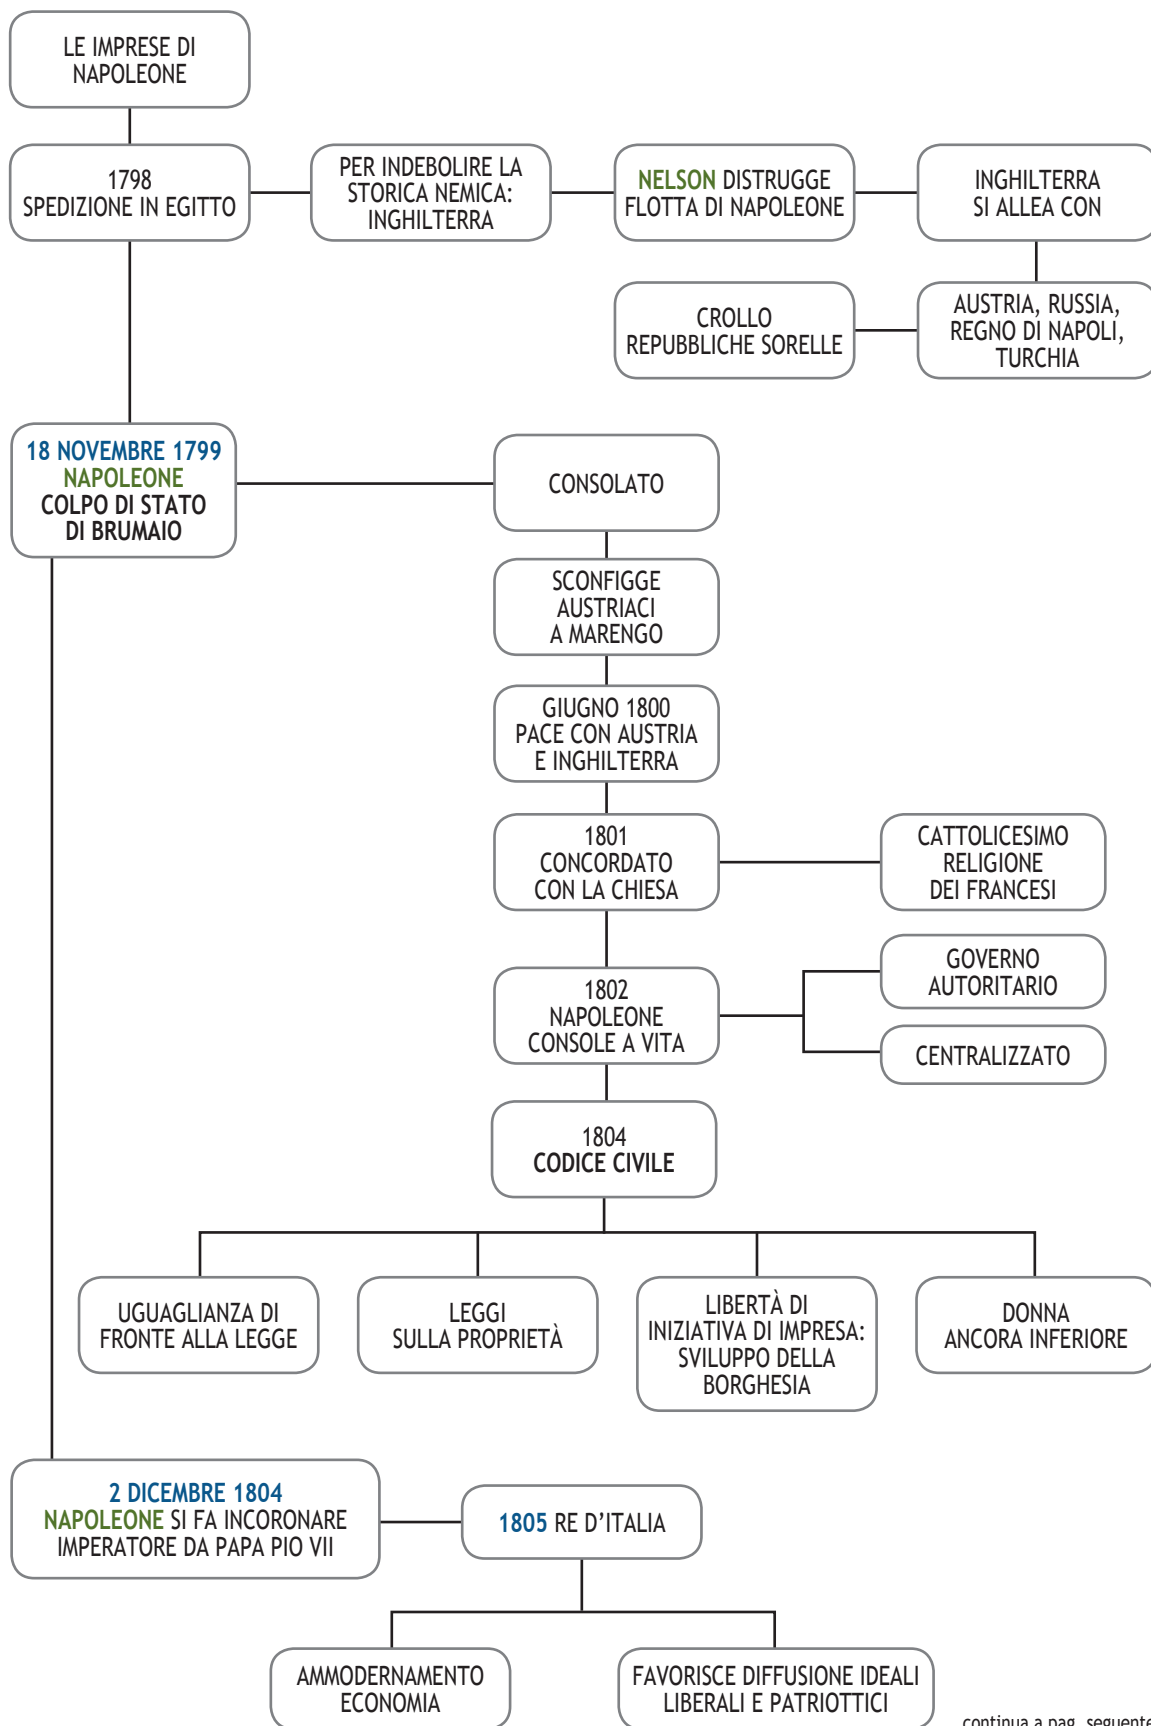 LE IMPRESE DI
NAPOLEONE
1798
SPEDIZIONE IN EGITTO
PER INDEBOLIRE LA
STORICA NEMICA:
INGHILTERRA
NELSON DISTRUGGE
FLOTTA DI NAPOLEONE
INGHILTERRA
SI ALLEA CON
AUSTRIA, RUSSIA,
REGNO DI NAPOLI,
TURCHIA
CROLLO
REPUBBLICHE SORELLE
18 NOVEMBRE 1799
NAPOLEONE
COLPO DI STATO
DI BRUMAIO
CONSOLATO
SCONFIGGE
AUSTRIACI
A MARENGO
GIUGNO 1800
PACE CON AUSTRIA
E INGHILTERRA
1801
CONCORDATO
CON LA CHIESA
CATTOLICESIMO
RELIGIONE
DEI FRANCESI
1802
NAPOLEONE
CONSOLE A VITA
GOVERNO
AUTORITARIO
CENTRALIZZATO
1804
CODICE CIVILE
UGUAGLIANZA DI
FRONTE ALLA LEGGE
LEGGI
SULLA PROPRIETÀ
LIBERTÀ DI
INIZIATIVA DI IMPRESA:
SVILUPPO DELLA
BORGHESIA
DONNA
ANCORA INFERIORE
2 DICEMBRE 1804
NAPOLEONE SI FA INCORONARE
IMPERATORE DA PAPA PIO VII
1805 RE D'ITALIA
AMMODERNAMENTO
ECONOMIA
FAVORISCE DIFFUSIONE IDEALI
LIBERALI E PATRIOTTICI
continua a pag. seguente